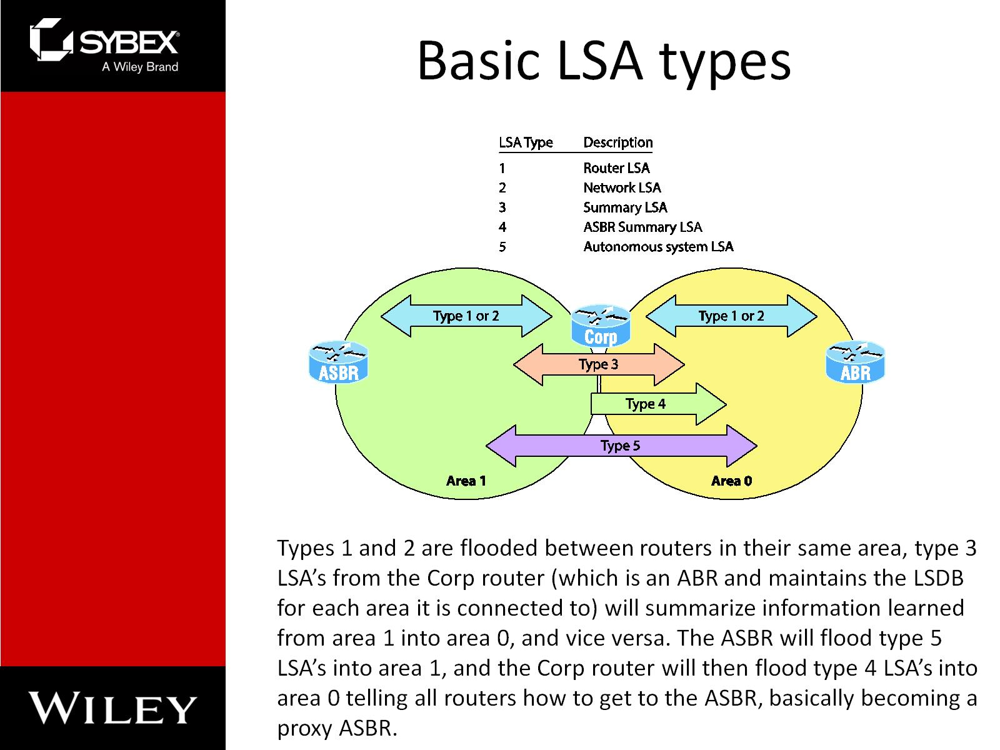 SYBEX®
A Wiley Brand
Basic LSA types
LSA Type Description
1 Router LSA
2 Network LSA
3 Summary LSA
4 ASBR Summary LSA
5 Autonomous system LSA
Type 1 or 2
Type 1 or 2
Corp
ASBR
ABR
Type 3
Type 4
Type 5
Area 1
Area 0
Types 1 and 2 are flooded between routers in their same area, type 3
LSA’s from the Corp router (which is an ABR and maintains the LSDB
for each area it is connected to) will summarize information learned
from area 1 into area 0, and vice versa. The ASBR will flood type 5
LSA’s into area 1, and the Corp router will then flood type 4 LSA’s into
area 0 telling all routers how to get to the ASBR, basically becoming a
proxy ASBR.
WILEY